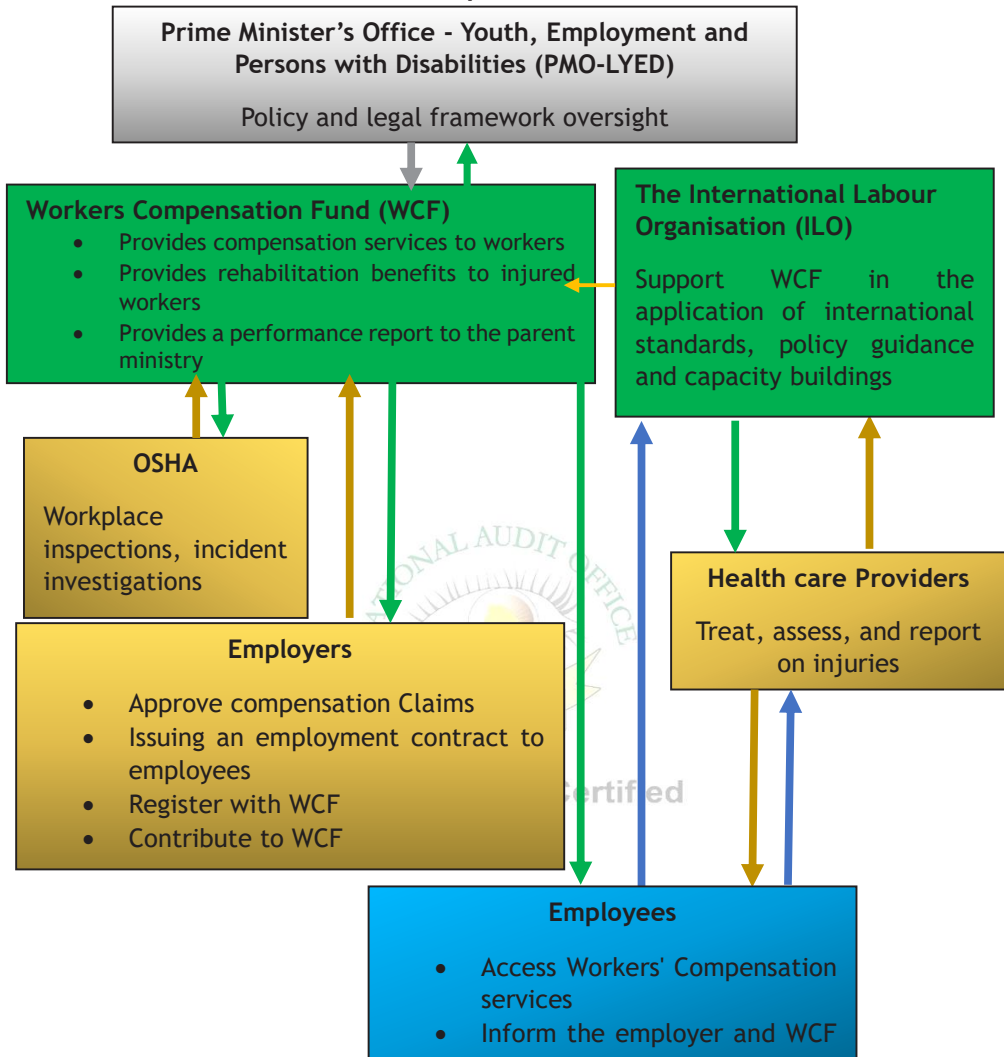 Prime Minister’s Office - Youth, Employment and
Persons with Disabilities (PMO-LYED)
Policy and legal framework oversight
Workers Compensation Fund (WCF)
• Provides compensation services to workers
• Provides rehabilitation benefits to injured
workers
• Provides a performance report to the parent
ministry
The International Labour
Organisation (ILO)
Support WCF in the
application of international
standards, policy guidance
and capacity buildings
OSHA
Workplace
inspections, incident
investigations
NATIONAL AUDIT OFFICE
Health care Providers
Treat, assess, and report
on injuries
Employers
• Approve compensation Claims
• Issuing an employment contract to
employees
• Register with WCF
• Contribute to WCF
Certified
Employees
• Access Workers' Compensation
services
• Inform the employer and WCF